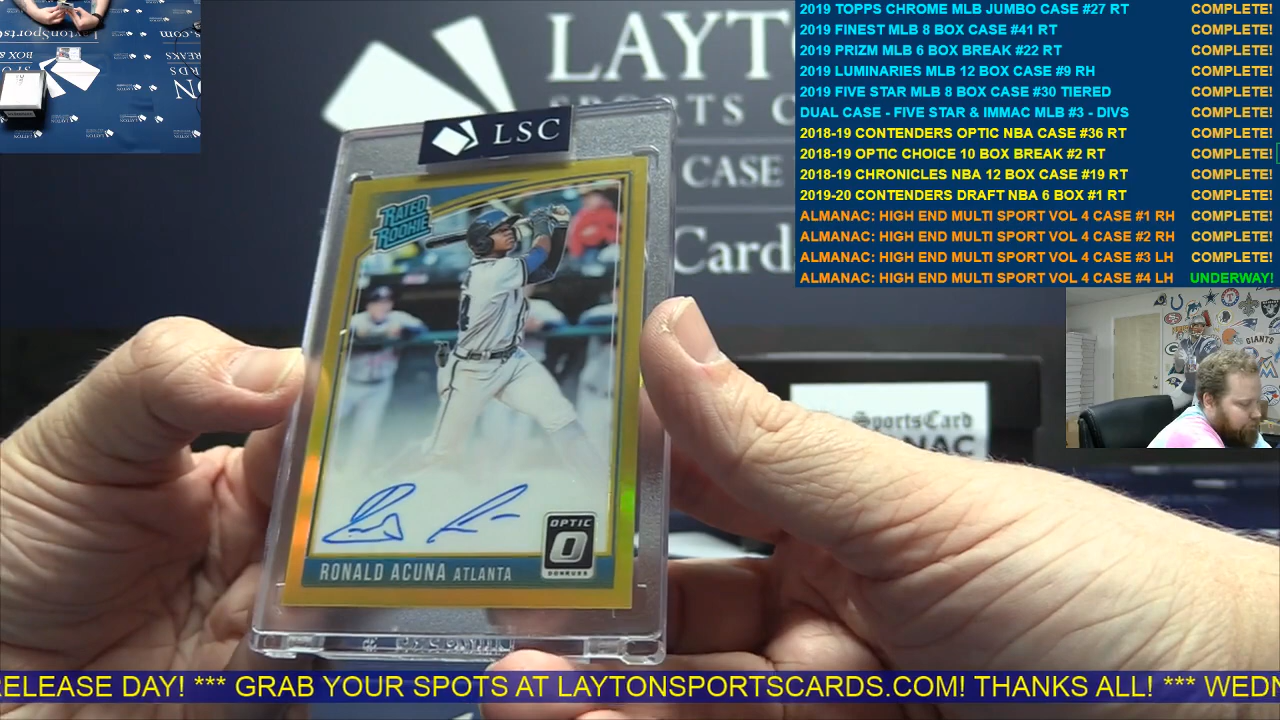 LAYT
SPORTS C
CASE
Cards
LSC
RATED
ROOKIE
OPTIC
DONRUSS
RONALD ACUNA ATLANTA
SportsCard
2019 TOPPS CHROME MLB JUMBO CASE #27 RT COMPLETE!
2019 FINEST MLB 8 BOX CASE #41 RT COMPLETE!
2019 PRIZM MLB 6 BOX BREAK #22 RT COMPLETE!
2019 LUMINARIES MLB 12 BOX CASE #9 RH COMPLETE!
2019 FIVE STAR MLB 8 BOX CASE #30 TIERED COMPLETE!
DUAL CASE - FIVE STAR & IMMAC MLB #3 - DIVS COMPLETE!
2018-19 CONTENDERS OPTIC NBA CASE #36 RT COMPLETE!
2018-19 OPTIC CHOICE 10 BOX BREAK #2 RT COMPLETE!
2018-19 CHRONICLES NBA 12 BOX CASE #19 RT COMPLETE!
2019-20 CONTENDERS DRAFT NBA 6 BOX #1 RT COMPLETE!
ALMANAC: HIGH END MULTI SPORT VOL 4 CASE #1 RH COMPLETE!
ALMANAC: HIGH END MULTI SPORT VOL 4 CASE #2 RH COMPLETE!
ALMANAC: HIGH END MULTI SPORT VOL 4 CASE #3 LH COMPLETE!
ALMANAC: HIGH END MULTI SPORT VOL 4 CASE #4 LH UNDERWAY!
GIANTS
ELEASE DAY! *** GRAB YOUR SPOTS AT LAYTONSPORTSCARDS.COM! THANKS ALL! *** WEDN